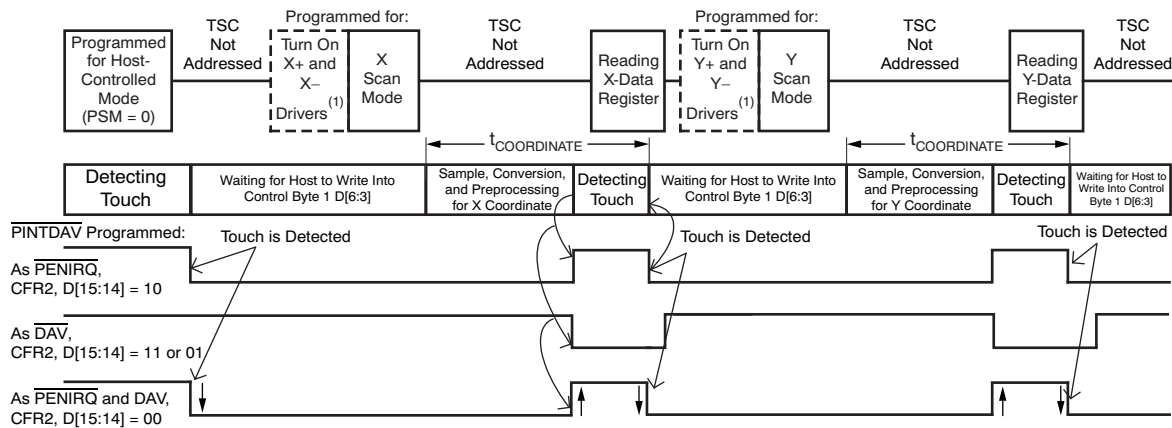 Programmed for:
Programmed for:
Programmed
for Host-
Controlled
Mode
(PSM = 0)
TSC
Not
Addressed
Turn On
X+ and
X–
Drivers(1)
X
Scan
Mode
TSC
Not
Addressed
Reading
X-Data
Register
Turn On
Y+ and
Y–
Drivers(1)
Y
Scan
Mode
TSC
Not
Addressed
Reading
Y-Data
Register
TSC
Not
Addressed
tCOORDINATE
tCOORDINATE
Detecting
Touch
Waiting for Host to Write Into
Control Byte 1 D[6:3]
Sample, Conversion,
and Preprocessing
for X Coordinate
Detecting
Touch
Waiting for Host to Write Into
Control Byte 1 D[6:3]
Sample, Conversion,
and Preprocessing
for Y Coordinate
Detecting
Touch
Waiting for Host to
Write Into Control
Byte 1 D[6:3]
PINTDAV Programmed:
Touch is Detected
Touch is Detected
Touch is Detected
As PENIRQ,
CFR2, D[15:14] = 10
As DAV,
CFR2, D[15:14] = 11 or 01
As PENIRQ and DAV,
CFR2, D[15:14] = 00